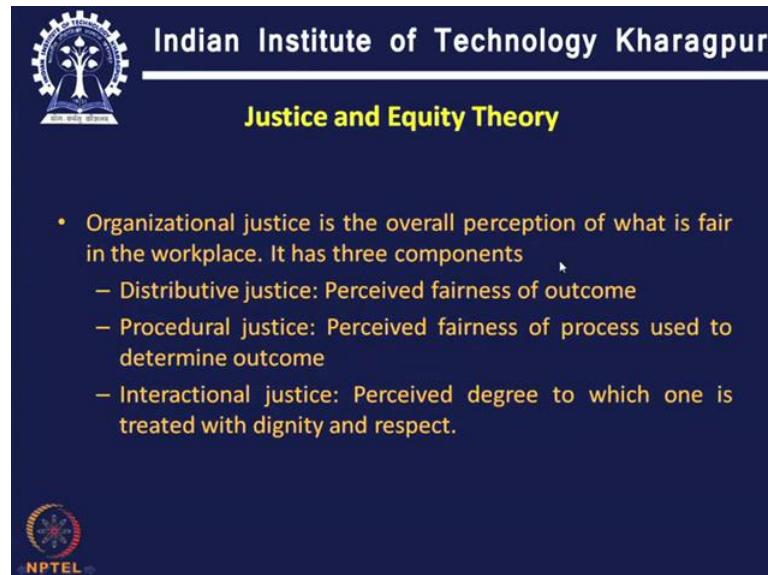 Indian Institute of Technology Kharagpur
Justice and Equity Theory
• Organizational justice is the overall perception of what is fair
in the workplace. It has three components
– Distributive justice: Perceived fairness of outcome
– Procedural justice: Perceived fairness of process used to
determine outcome
– Interactional justice: Perceived degree to which one is
treated with dignity and respect.
NPTEL